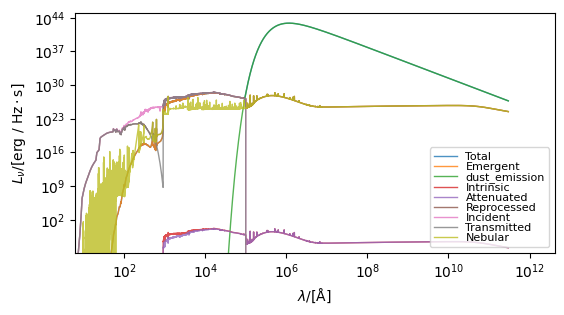 10^44
10^37
10^30
10^23
10^16
10^9
10^2
L_ν/[erg / Hz · s]
Total
Emergent
dust_emission
Intrinsic
Attenuated
Reprocessed
Incident
Transmitted
Nebular
10^2 10^4 10^6 10^8 10^10 10^12
λ/[Å]